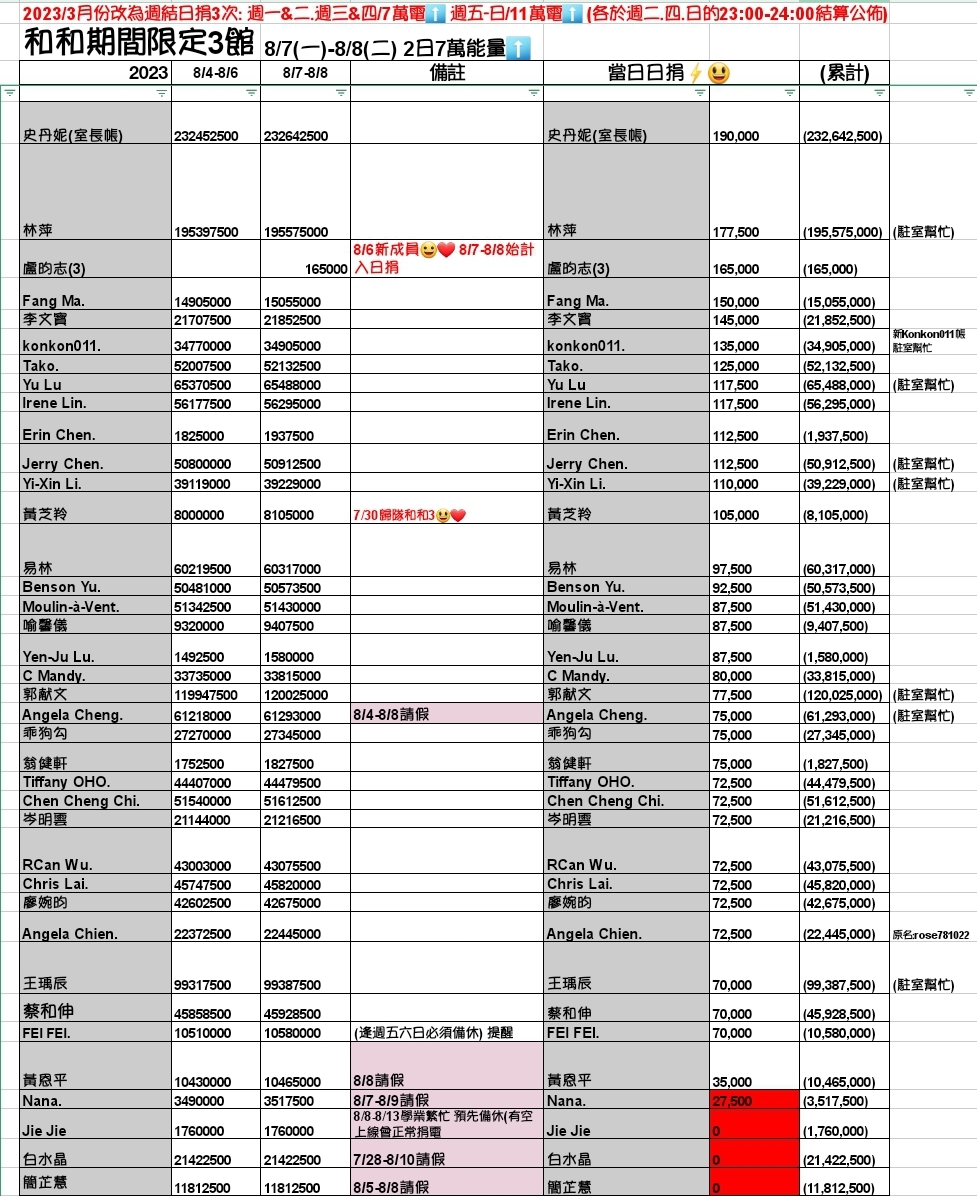 2023/3月份改為週結日捐3次: 週一&二.週三&四/7萬電⬆️ 週五-日/11萬電⬆️ (各於週二.四.日的23:00-24:00結算公佈)
和和期間限定3館 8/7(一)-8/8(二) 2日7萬能量⬆️
2023 8/4-8/6 8/7-8/8 備註 當日日捐⚡😃 (累計)
史丹妮(室長帳) 232452500 232642500 史丹妮(室長帳) 190,000 (232,642,500)
林萍 195397500 195575000 林萍 177,500 (195,575,000) (駐室幫忙)
8/6新成員😀❤️ 8/7-8/8始計
盧昀志(3) 165000 入日捐 盧昀志(3) 165,000 (165,000)
Fang Ma. 14905000 15055000 Fang Ma. 150,000 (15,055,000)
李文寶 21707500 21852500 李文寶 145,000 (21,852,500)
新Konkon011帳
konkon011. 34770000 34905000 konkon011. 135,000 (34,905,000) 駐室幫忙
Tako. 52007500 52132500 Tako. 125,000 (52,132,500)
Yu Lu 65370500 65488000 Yu Lu 117,500 (65,488,000) (駐室幫忙)
Irene Lin. 56177500 56295000 Irene Lin. 117,500 (56,295,000)
Erin Chen. 1825000 1937500 Erin Chen. 112,500 (1,937,500)
Jerry Chen. 50800000 50912500 Jerry Chen. 112,500 (50,912,500) (駐室幫忙)
Yi-Xin Li. 39119000 39229000 Yi-Xin Li. 110,000 (39,229,000) (駐室幫忙)
黃芝羚 8000000 8105000 7/30歸隊和和3😃❤️ 黃芝羚 105,000 (8,105,000)
易林 60219500 60317000 易林 97,500 (60,317,000)
Benson Yu. 50481000 50573500 Benson Yu. 92,500 (50,573,500)
Moulin-à-Vent. 51342500 51430000 Moulin-à-Vent. 87,500 (51,430,000)
喻馨儀 9320000 9407500 喻馨儀 87,500 (9,407,500)
Yen-Ju Lu. 1492500 1580000 Yen-Ju Lu. 87,500 (1,580,000)
C Mandy. 33735000 33815000 C Mandy. 80,000 (33,815,000)
郭献文 119947500 120025000 郭献文 77,500 (120,025,000) (駐室幫忙)
Angela Cheng. 61218000 61293000 8/4-8/8請假 Angela Cheng. 75,000 (61,293,000) (駐室幫忙)
乖狗勾 27270000 27345000 乖狗勾 75,000 (27,345,000)
翁健軒 1752500 1827500 翁健軒 75,000 (1,827,500)
Tiffany OHO. 44407000 44479500 Tiffany OHO. 72,500 (44,479,500)
Chen Cheng Chi. 51540000 51612500 Chen Cheng Chi. 72,500 (51,612,500)
岑明雲 21144000 21216500 岑明雲 72,500 (21,216,500)
RCan Wu. 43003000 43075500 RCan Wu. 72,500 (43,075,500)
Chris Lai. 45747500 45820000 Chris Lai. 72,500 (45,820,000)
廖婉昀 42602500 42675000 廖婉昀 72,500 (42,675,000)
Angela Chien. 22372500 22445000 Angela Chien. 72,500 (22,445,000) 原名:rose781022
王瑀辰 99317500 99387500 王瑀辰 70,000 (99,387,500) (駐室幫忙)
蔡和伸 45858500 45928500 蔡和伸 70,000 (45,928,500)
FEI FEI. 10510000 10580000 (逢週五六日必須備休) 提醒 FEI FEI. 70,000 (10,580,000)
黃恩平 10430000 10465000 8/8請假 黃恩平 35,000 (10,465,000)
Nana. 3490000 3517500 8/7-8/9請假 Nana. 27,500 (3,517,500)
8/8-8/13學業繁忙 預先備休(有空
Jie Jie 1760000 1760000 上線會正常捐電 Jie Jie 0 (1,760,000)
白水晶 21422500 21422500 7/28-8/10請假 白水晶 0 (21,422,500)
簡芷慧 11812500 11812500 8/5-8/8請假 簡芷慧 0 (11,812,500)